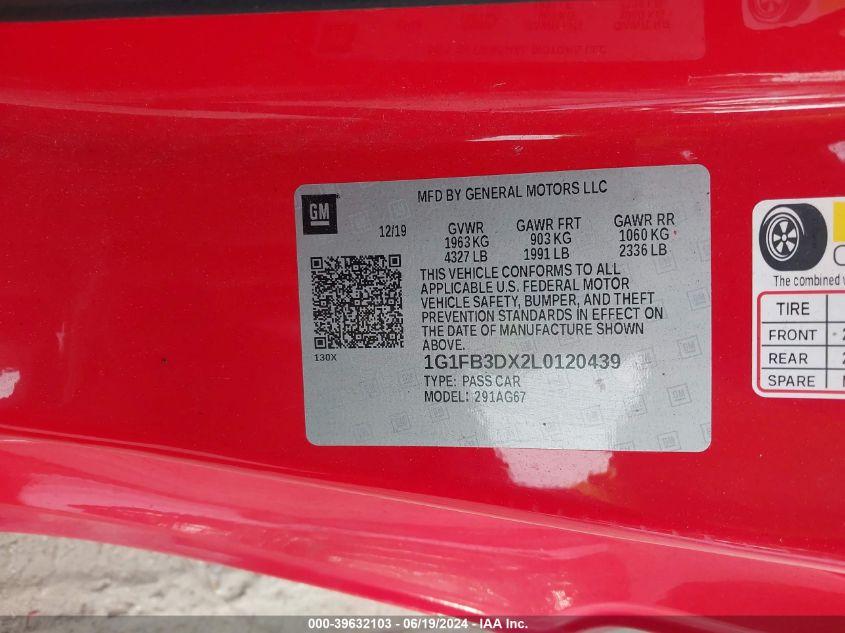 MFD BY GENERAL MOTORS LLC
GM
12/19 GVWR GAWR FRT GAWR RR
1963 KG 903 KG 1060 KG
4327 LB 1991 LB 2336 LB
THIS VEHICLE CONFORMS TO ALL
APPLICABLE U.S. FEDERAL MOTOR
VEHICLE SAFETY, BUMPER, AND THEFT
PREVENTION STANDARDS IN EFFECT ON
THE DATE OF MANUFACTURE SHOWN
ABOVE.
130X
1G1FB3DX2L0120439
TYPE: PASS CAR
MODEL: 291AG67
The combined
TIRE
FRONT 2
REAR 2
SPARE
000-39632103 — 06/19/2024 — IAA Inc.